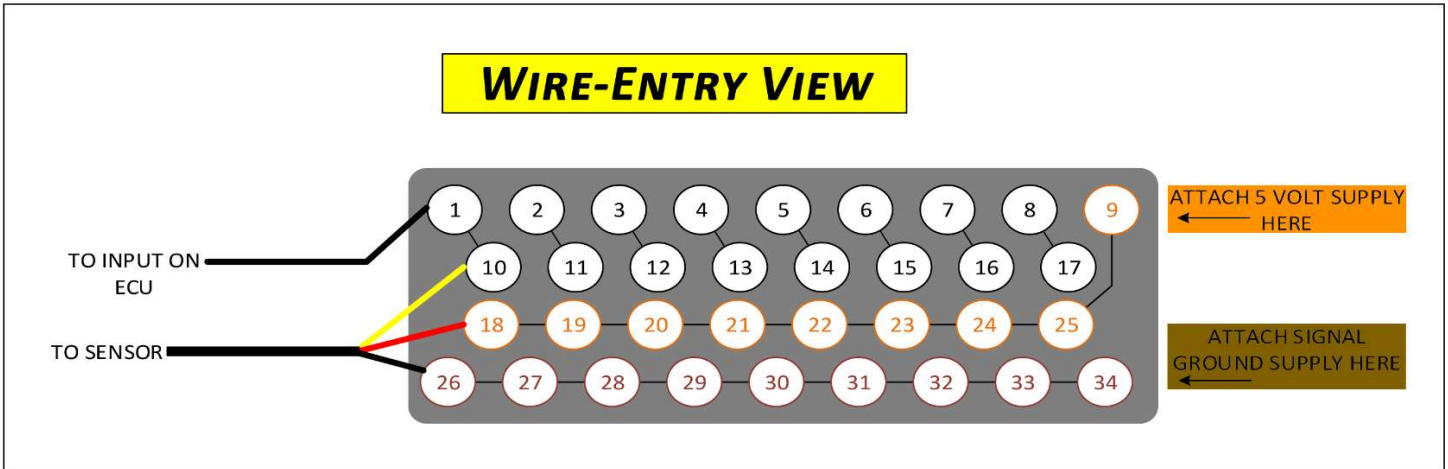 WIRE-ENTRY VIEW
1 2 3 4 5 6 7 8 9
ATTACH 5 VOLT SUPPLY
HERE
TO INPUT ON
ECU
10 11 12 13 14 15 16 17
18 19 20 21 22 23 24 25
TO SENSOR
ATTACH SIGNAL
GROUND SUPPLY HERE
26 27 28 29 30 31 32 33 34